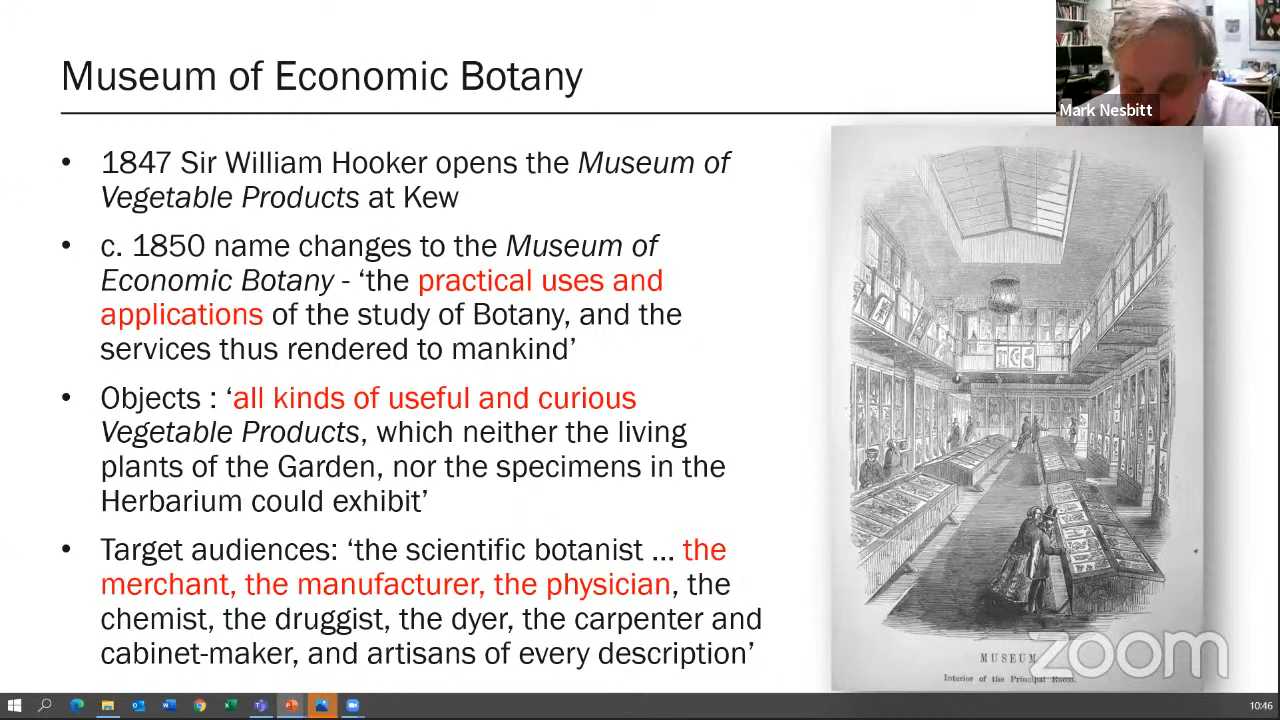 Museum of Economic Botany
Mark Nesbitt
• 1847 Sir William Hooker opens the Museum of
Vegetable Products at Kew
• c. 1850 name changes to the Museum of
Economic Botany - ‘the practical uses and
applications of the study of Botany, and the
services thus rendered to mankind’
• Objects : ‘all kinds of useful and curious
Vegetable Products, which neither the living
plants of the Garden, nor the specimens in the
Herbarium could exhibit’
• Target audiences: ‘the scientific botanist ... the
merchant, the manufacturer, the physician, the
chemist, the druggist, the dyer, the carpenter and
cabinet-maker, and artisans of every description’
MUSEUM
Interior of the Principal Room.
zoom
10:46